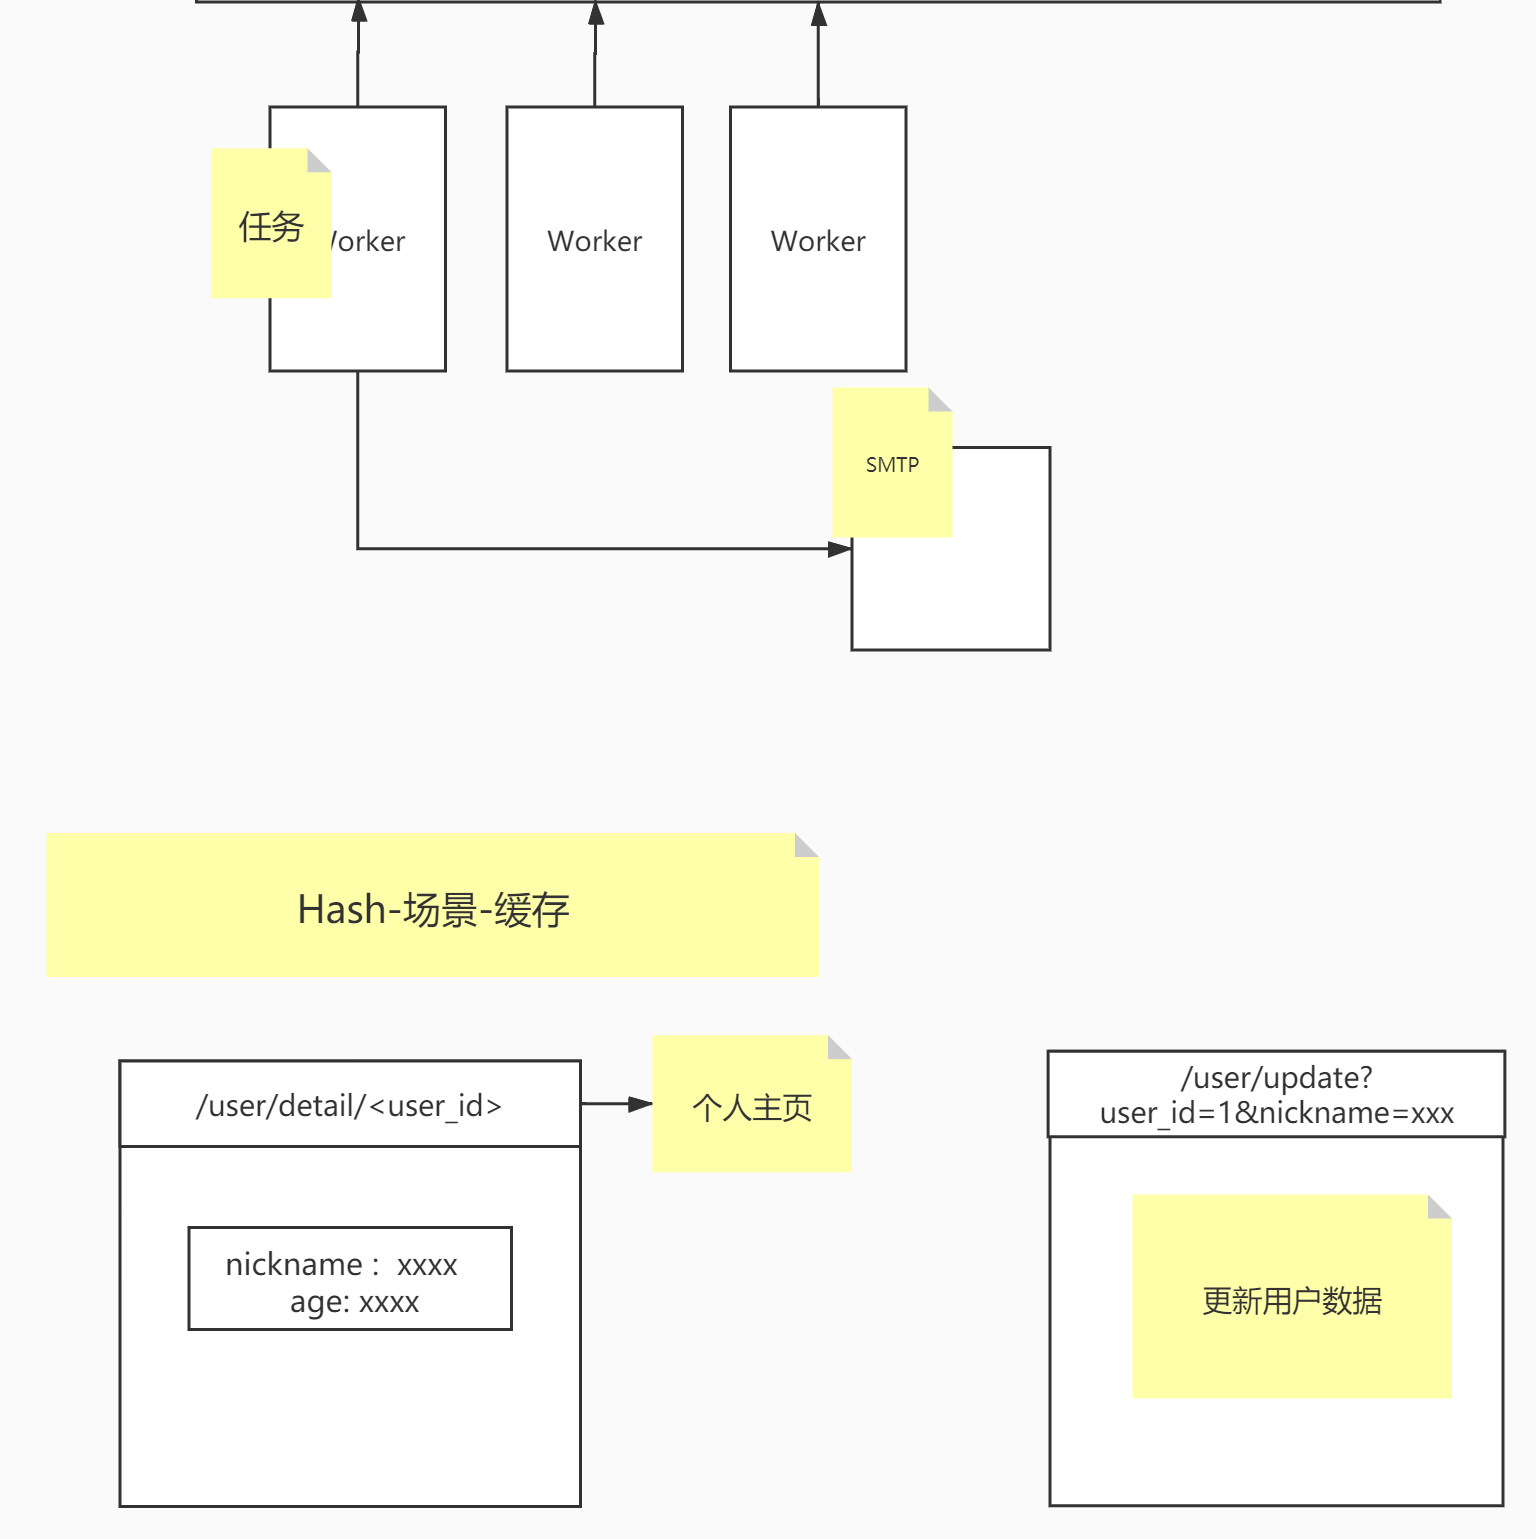 任务
Worker
Worker
Worker
SMTP
Hash-场景-缓存
/user/detail/<user_id>
个人主页
/user/update?
user_id=1&nickname=xxx
nickname：xxxx
age: xxxx
更新用户数据